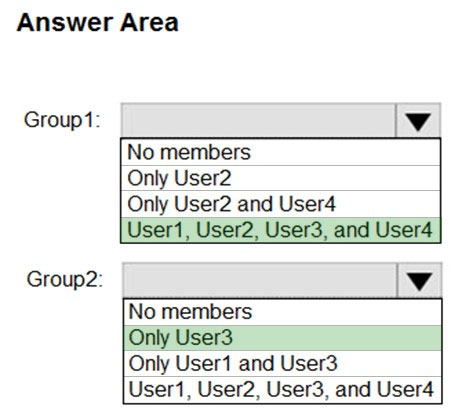 Answer Area
Group1:
No members
Only User2
Only User2 and User4
User1, User2, User3, and User4
Group2:
No members
Only User3
Only User1 and User3
User1, User2, User3, and User4